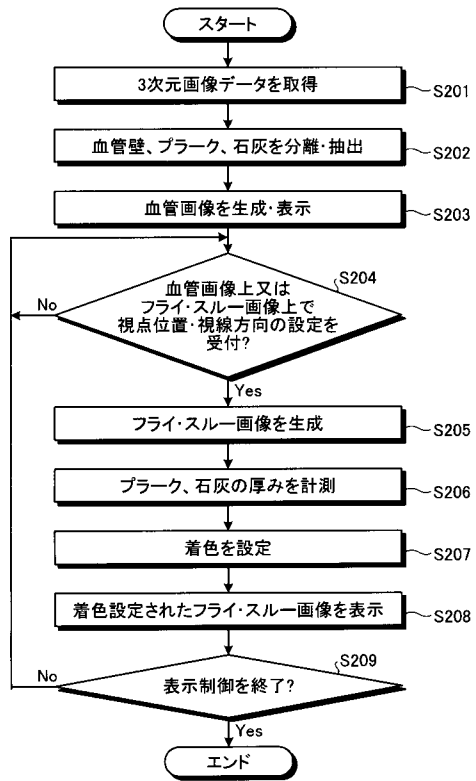 スタート
3次元画像データを取得
S201
血管壁、プラーク、石灰を分離・抽出
S202
血管画像を生成・表示
S203
S204
血管画像上又は
フライ・スルー画像上で
視点位置・視線方向の設定を
受付?
No
Yes
フライ・スルー画像を生成
S205
プラーク、石灰の厚みを計測
S206
着色を設定
S207
着色設定されたフライ・スルー画像を表示
S208
S209
No
表示制御を終了?
Yes
エンド